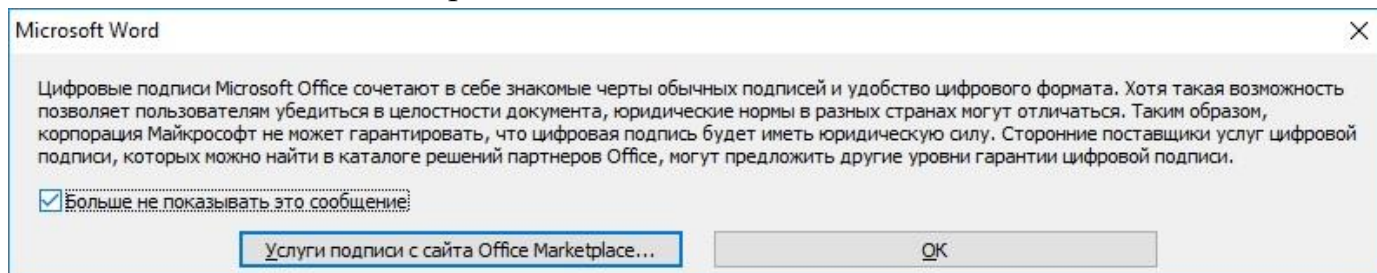 Microsoft Word
Цифровые подписи Microsoft Office сочетают в себе знакомые черты обычных подписей и удобство цифрового формата. Хотя такая возможность
позволяет пользователям убедиться в целостности документа, юридические нормы в разных странах могут отличаться. Таким образом,
корпорация Майкрософт не может гарантировать, что цифровая подпись будет иметь юридическую силу. Сторонние поставщики услуг цифровой
подписи, которых можно найти в каталоге решений партнеров Office, могут предложить другие уровни гарантии цифровой подписи.
Больше не показывать это сообщение
Услуги подписи с сайта Office Marketplace...
OK